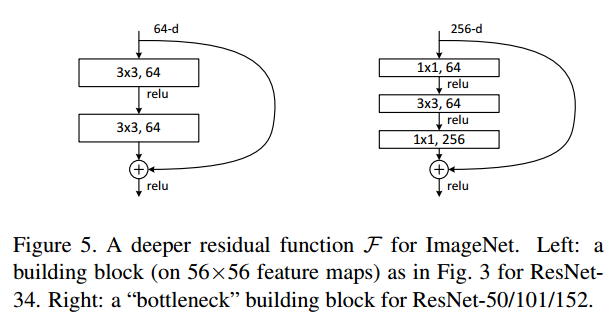 64-d
3x3, 64
relu
3x3, 64
+
relu
256-d
1x1, 64
relu
3x3, 64
relu
1x1, 256
+
relu
Figure 5. A deeper residual function F for ImageNet. Left: a
building block (on 56×56 feature maps) as in Fig. 3 for ResNet-
34. Right: a “bottleneck” building block for ResNet-50/101/152.